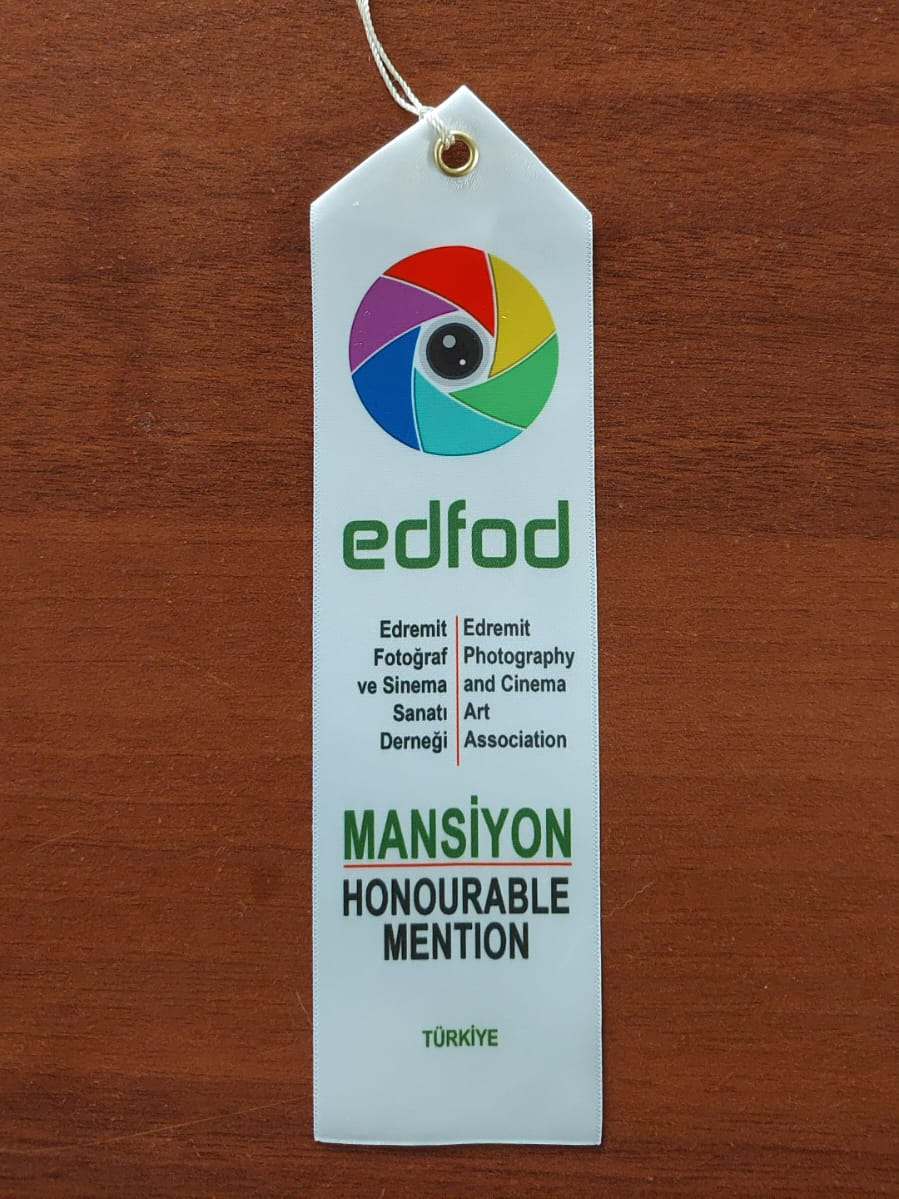 edfod
Edremit
Fotoğraf
ve Sinema
Sanatı
Derneği
Edremit
Photography
and Cinema
Art
Association
MANSİYON
HONOURABLE
MENTION
TÜRKİYE